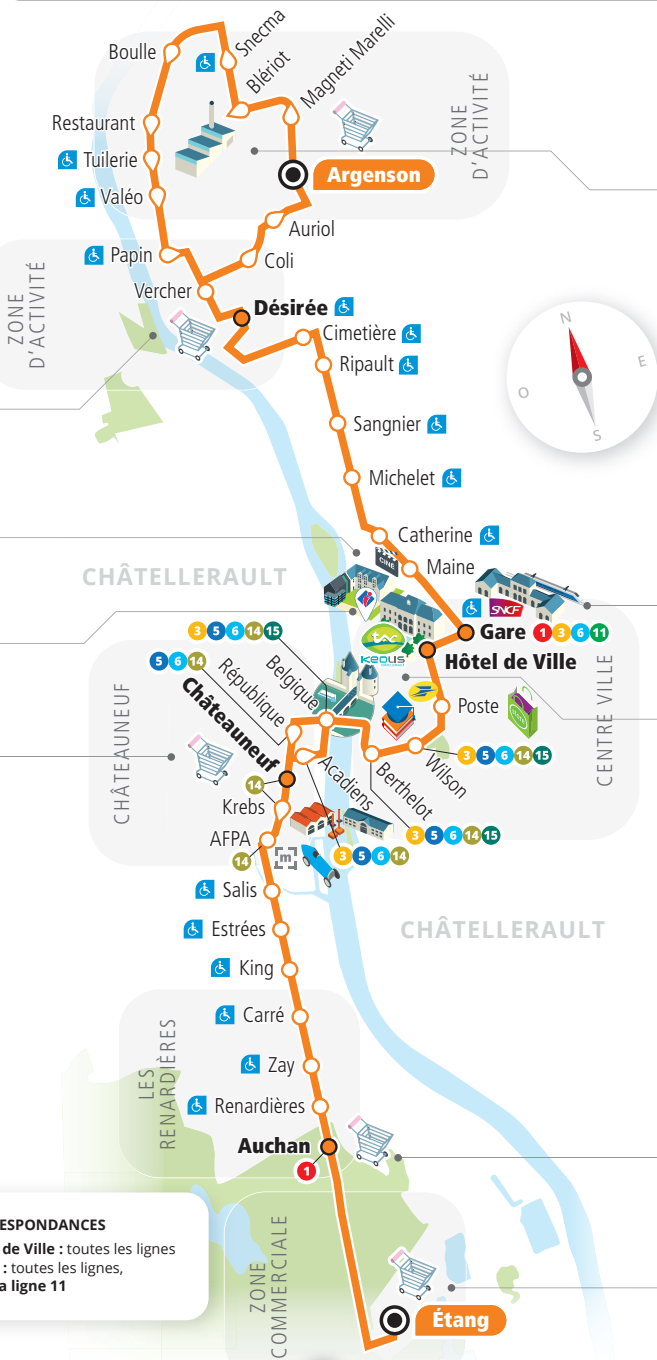 Snecma
Boulle
Blériot
Magneti Marelli
ZONE
D'ACTIVITÉ
Restaurant
Tuilerie
Argenson
Valéo
Auriol
Papin
Coli
ZONE
D'ACTIVITÉ
Vercher
Désirée
N
E
S
O
Cimetière
Ripault
Sangnier
Michelet
Catherine
CINÉ
Maine
CHÂTELLERAULT
SNCF
Gare 1 3 6 11
tac
keolis
Hôtel de Ville
3 5 6 14 15
Belgique
5 6 14
République
Châteauneuf
CHÂTEAUNEUF
Poste
CENTRE VILLE
Wilson
3 5 6 14 15
Berthelot
3 5 6 14 15
Acadiens
3 5 6 14
14
Krebs
AFPA
14
m
Salis
CHÂTELLERAULT
Estrées
King
Carré
LES
RENARDIÈRES
Zay
Renardières
Auchan
1
ESPONDANCES
de Ville : toutes les lignes
: toutes les lignes,
a ligne 11
ZONE
COMMERCIALE
Étang